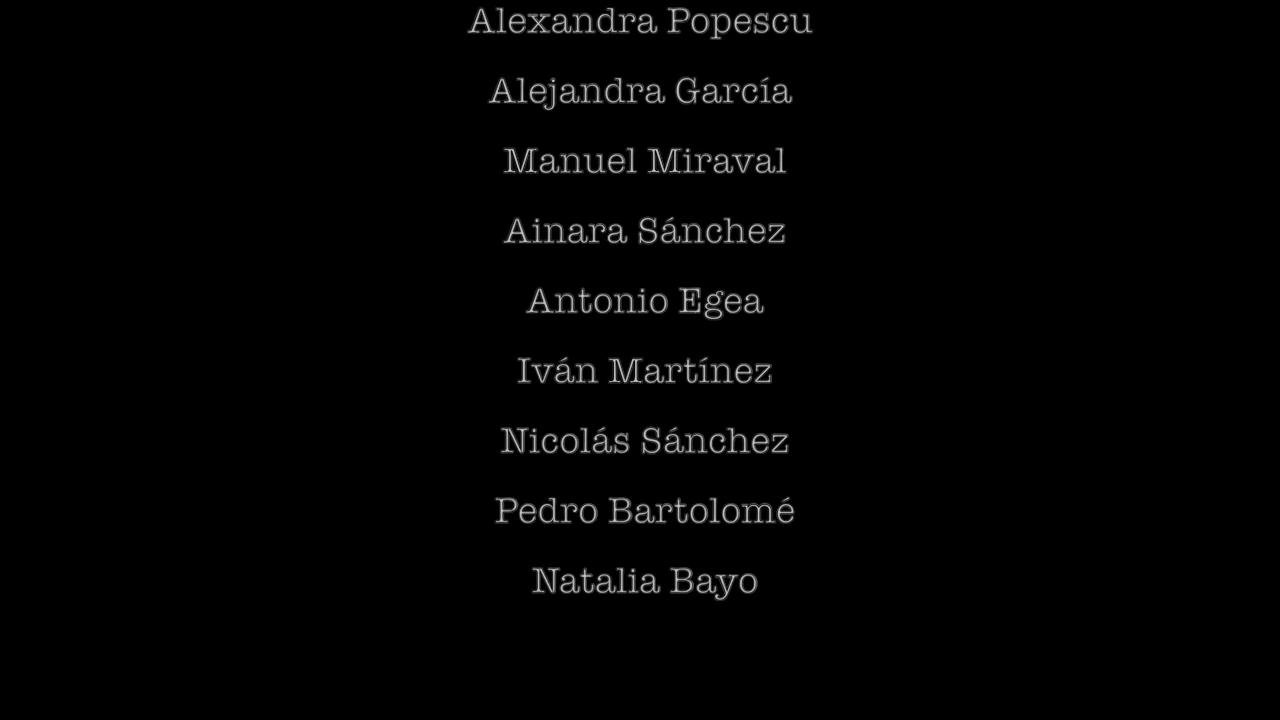 Alexandra Popescu
Alejandra García
Manuel Miraval
Ainara Sánchez
Antonio Egea
Iván Martínez
Nicolás Sánchez
Pedro Bartolomé
Natalia Bayo